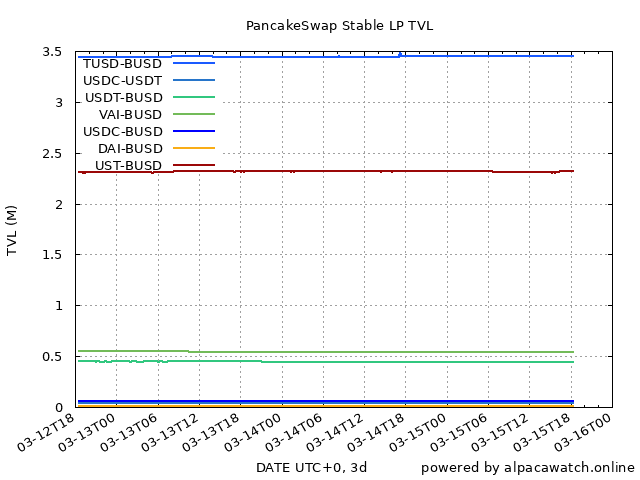 PancakeSwap Stable LP TVL
3.5
3
2.5
2
1.5
1
0.5
0
TVL (M)
TUSD-BUSD
USDC-USDT
USDT-BUSD
VAI-BUSD
USDC-BUSD
DAI-BUSD
UST-BUSD
03-12T18
03-13T00
03-13T06
03-13T12
03-13T18
03-14T00
03-14T06
03-14T12
03-14T18
03-15T00
03-15T06
03-15T12
03-15T18
03-16T00
DATE UTC+0, 3d
powered by alpacawatch.online